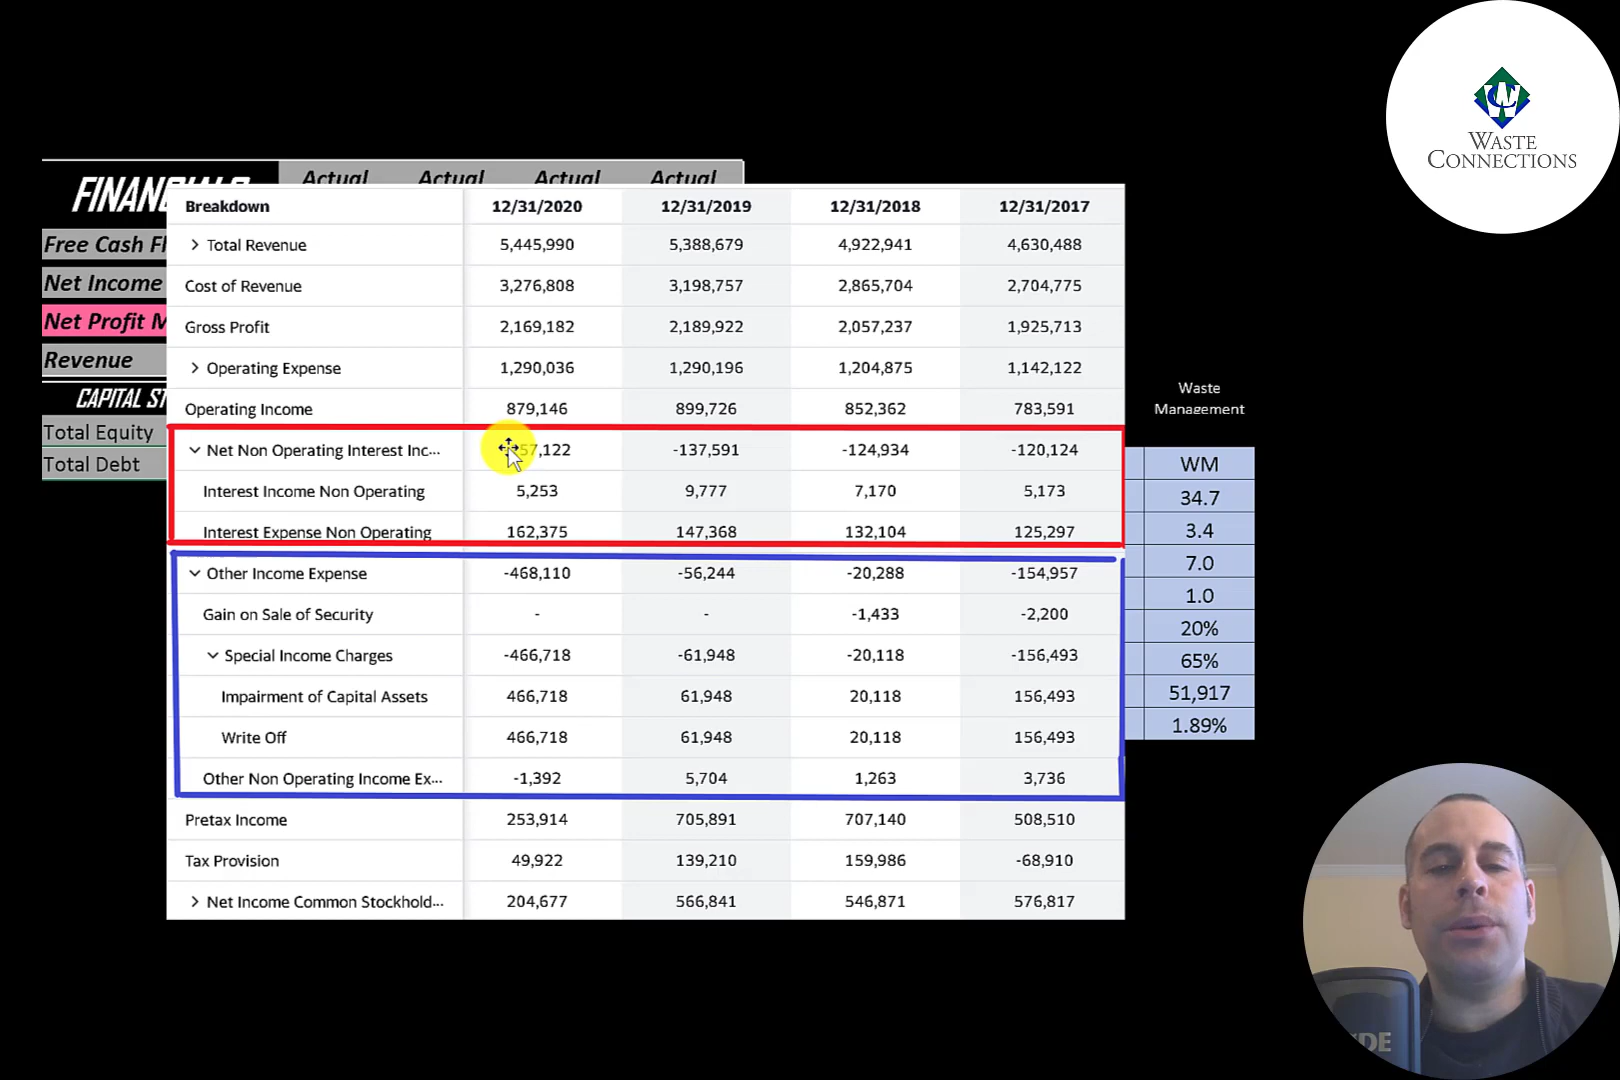 WASTE
CONNECTIONS
Actual Actual Actual Actual
Breakdown 12/31/2020 12/31/2019 12/31/2018 12/31/2017
Free Cash
Total Revenue 5,445,990 5,388,679 4,922,941 4,630,488
Net Income
Cost of Revenue 3,276,808 3,198,757 2,865,704 2,704,775
Net Profit
Gross Profit 2,169,182 2,189,922 2,057,237 1,925,713
Revenue
Operating Expense 1,290,036 1,290,196 1,204,875 1,142,122
CAPITAL
Operating Income 879,146 899,726 852,362 783,591
Total Equity
Total Debt
Net Non Operating Interest Inc... 57,122 -137,591 -124,934 -120,124
Interest Income Non Operating 5,253 9,777 7,170 5,173
Interest Expense Non Operating 162,375 147,368 132,104 125,297
Other Income Expense -468,110 -56,244 -20,288 -154,957
Gain on Sale of Security - - -1,433 -2,200
Special Income Charges -466,718 -61,948 -20,118 -156,493
Impairment of Capital Assets 466,718 61,948 20,118 156,493
Write Off 466,718 61,948 20,118 156,493
Other Non Operating Income Ex... -1,392 5,704 1,263 3,736
Pretax Income 253,914 705,891 707,140 508,510
Tax Provision 49,922 139,210 159,986 -68,910
Net Income Common Stockhold... 204,677 566,841 546,871 576,817
Waste
Management
WM
34.7
3.4
7.0
1.0
20%
65%
51,917
1.89%